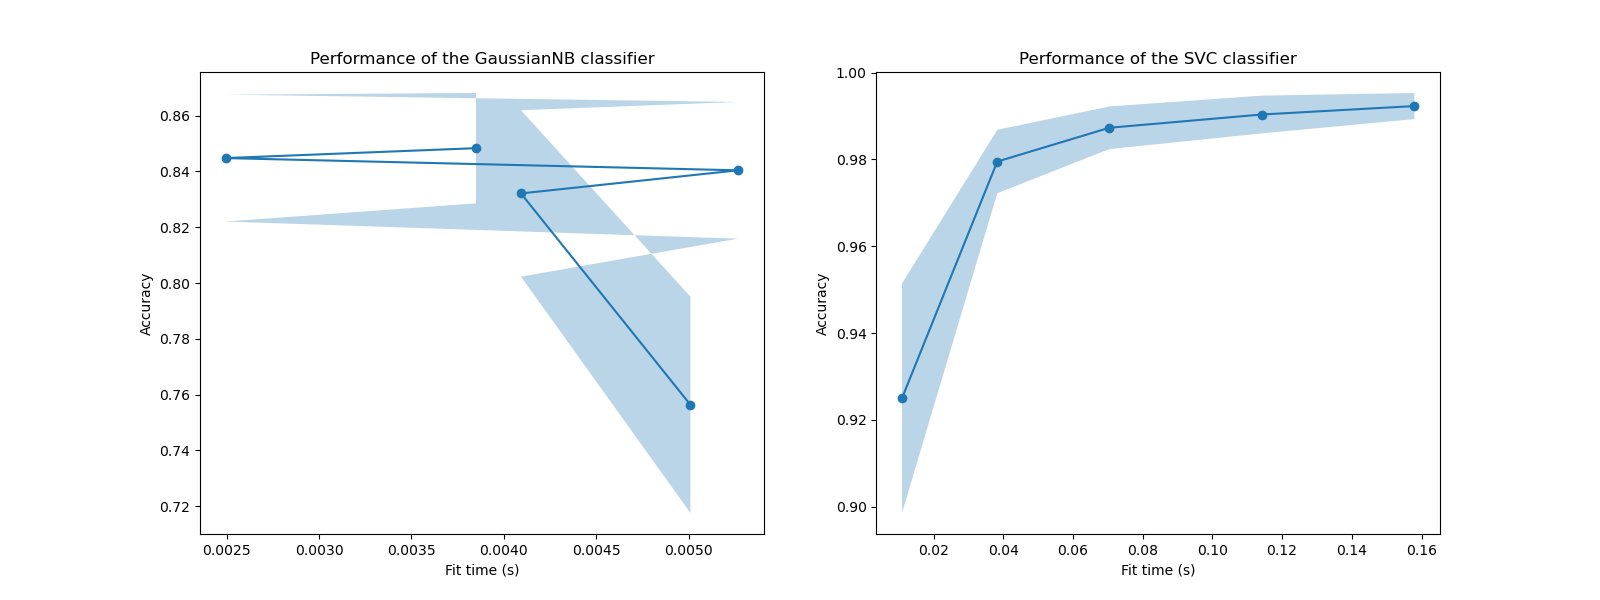 Performance of the GaussianNB classifier
Accuracy
0.86
0.84
0.82
0.80
0.78
0.76
0.74
0.72
0.0025 0.0030 0.0035 0.0040 0.0045 0.0050
Fit time (s)
Performance of the SVC classifier
Accuracy
1.00
0.98
0.96
0.94
0.92
0.90
0.02 0.04 0.06 0.08 0.10 0.12 0.14 0.16
Fit time (s)